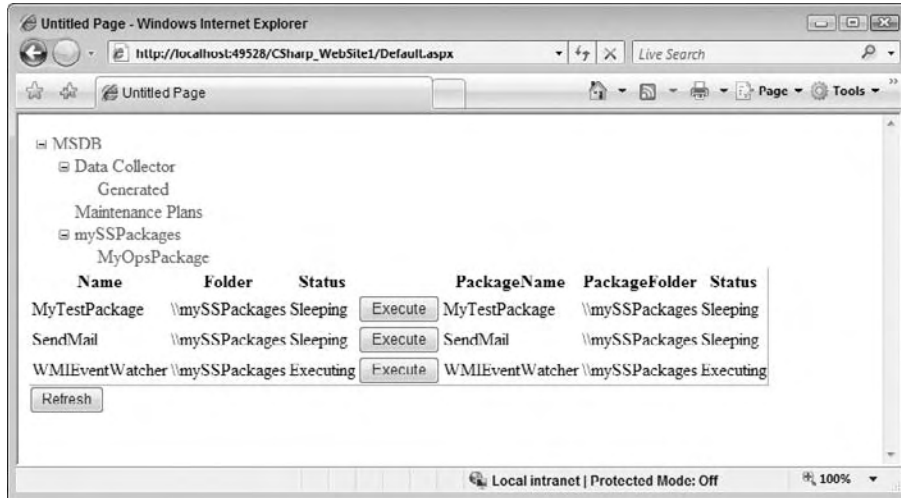 Untitled Page - Windows Internet Explorer
http://localhost:49528/CSharp_WebSite1/Default.aspx Live Search
Untitled Page Page Tools
MSDB
Data Collector
Generated
Maintenance Plans
mySSPackages
MyOpsPackage
Name Folder Status PackageName PackageFolder Status
MyTestPackage \\mySSPackages Sleeping Execute MyTestPackage \\mySSPackages Sleeping
SendMail \\mySSPackages Sleeping Execute SendMail \\mySSPackages Sleeping
WMIEventWatcher \\mySSPackages Executing Execute WMIEventWatcher \\mySSPackages Executing
Refresh
Local intranet | Protected Mode: Off 100%